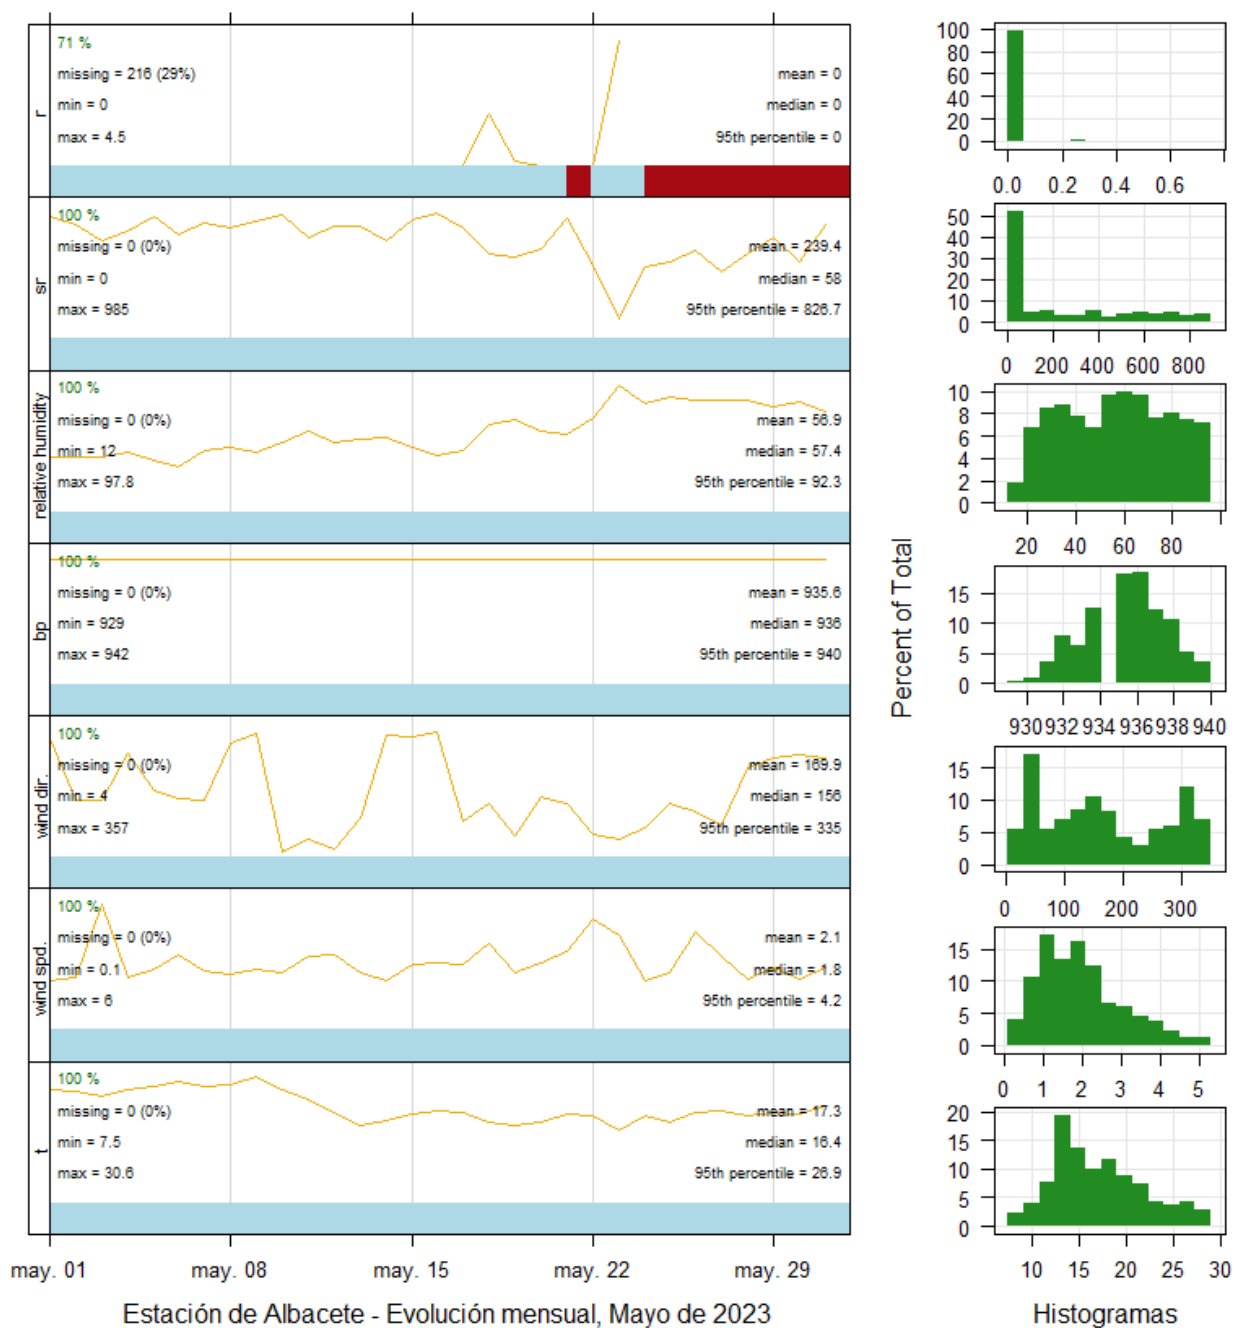 r
71 %
missing = 216 (29%)
min = 0
max = 4.5
mean = 0
median = 0
95th percentile = 0
sr
100 %
missing = 0 (0%)
min = 0
max = 985
mean = 239.4
median = 58
95th percentile = 826.7
relative humidity
100 %
missing = 0 (0%)
min = 12
max = 97.8
mean = 56.9
median = 57.4
95th percentile = 92.3
bp
100 %
missing = 0 (0%)
min = 929
max = 942
mean = 935.6
median = 936
95th percentile = 940
wind dir.
100 %
missing = 0 (0%)
min = 4
max = 357
mean = 169.9
median = 156
95th percentile = 335
wind spd.
100 %
missing = 0 (0%)
min = 0.1
max = 6
mean = 2.1
median = 1.8
95th percentile = 4.2
t
100 %
missing = 0 (0%)
min = 7.5
max = 30.6
mean = 17.3
median = 16.4
95th percentile = 26.9
may. 01 may. 08 may. 15 may. 22 may. 29
Estación de Albacete - Evolución mensual, Mayo de 2023
Percent of Total
100
80
60
40
20
0
0.0 0.2 0.4 0.6
50
40
30
20
10
0
0 200 400 600 800
10
8
6
4
2
0
20 40 60 80
15
10
5
0
930 932 934 936 938 940
15
10
5
0
0 100 200 300
15
10
5
0
0 1 2 3 4 5
20
15
10
5
0
10 15 20 25 30
Histogramas